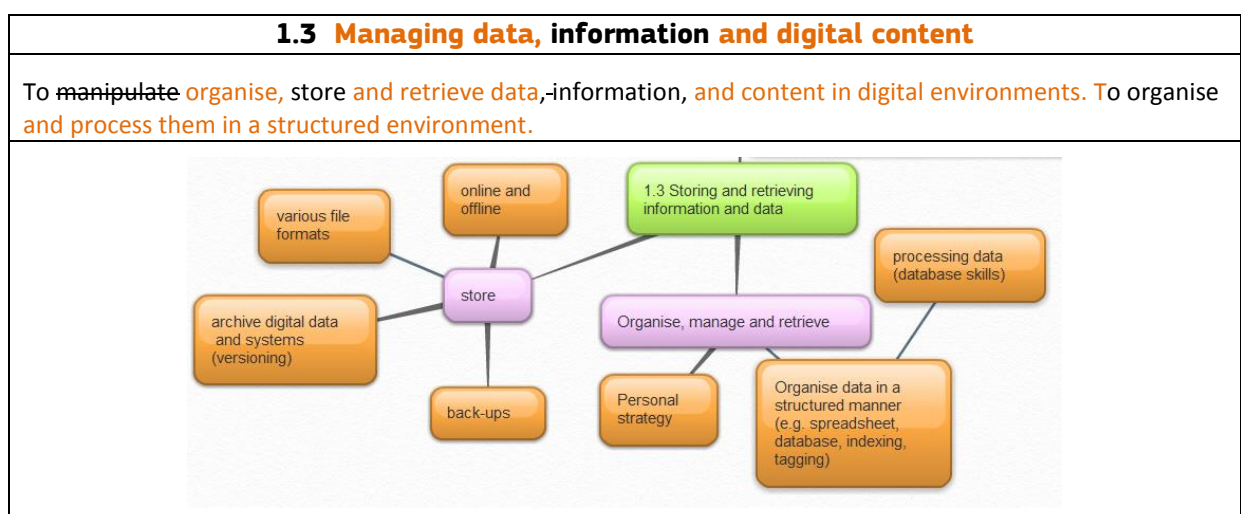 1.3 Managing data, information and digital content
To manipulate organise, store and retrieve data,-information, and content in digital environments. To organise
and process them in a structured environment.
online and
offline
1.3 Storing and retrieving
information and data
various file
formats
processing data
(database skills)
store
archive digital data
and systems
(versioning)
Organise, manage and retrieve
back-ups
Personal
strategy
Organise data in a
structured manner
(e.g. spreadsheet,
database, indexing,
tagging)